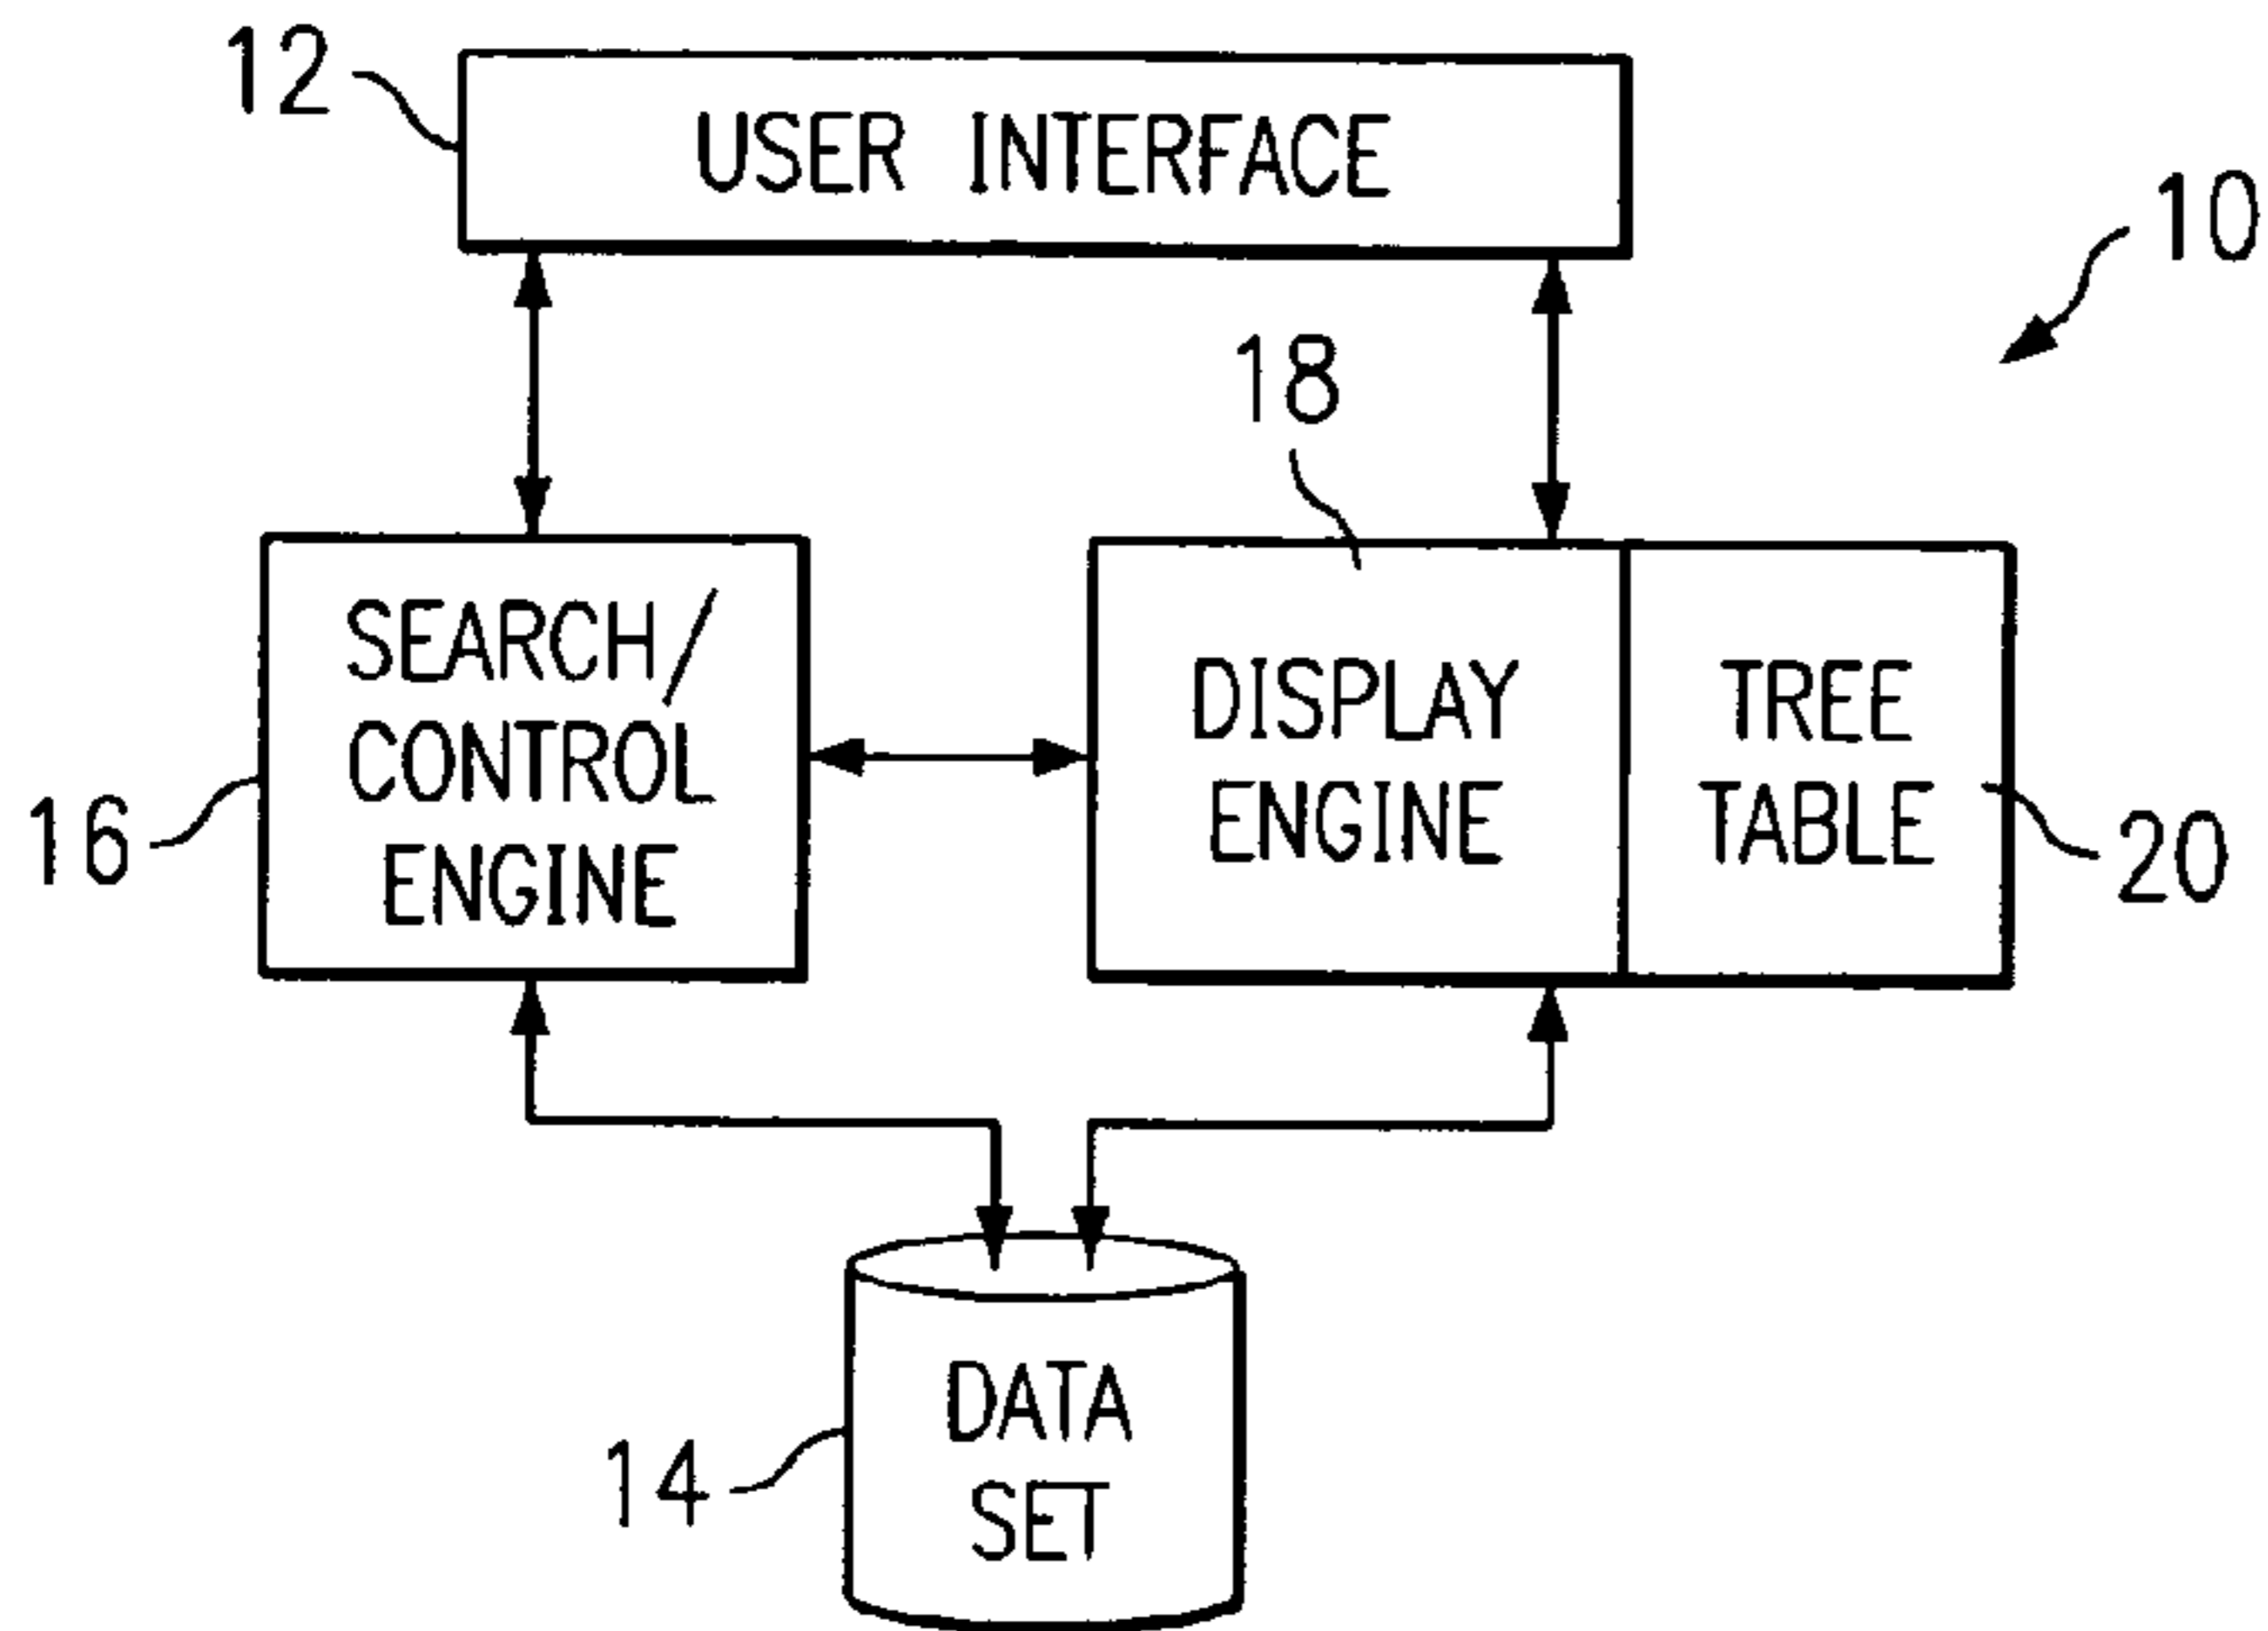 12
USER INTERFACE
10
18
SEARCH/
CONTROL
ENGINE
16
DISPLAY
ENGINE
TREE
TABLE
20
DATA
SET
14